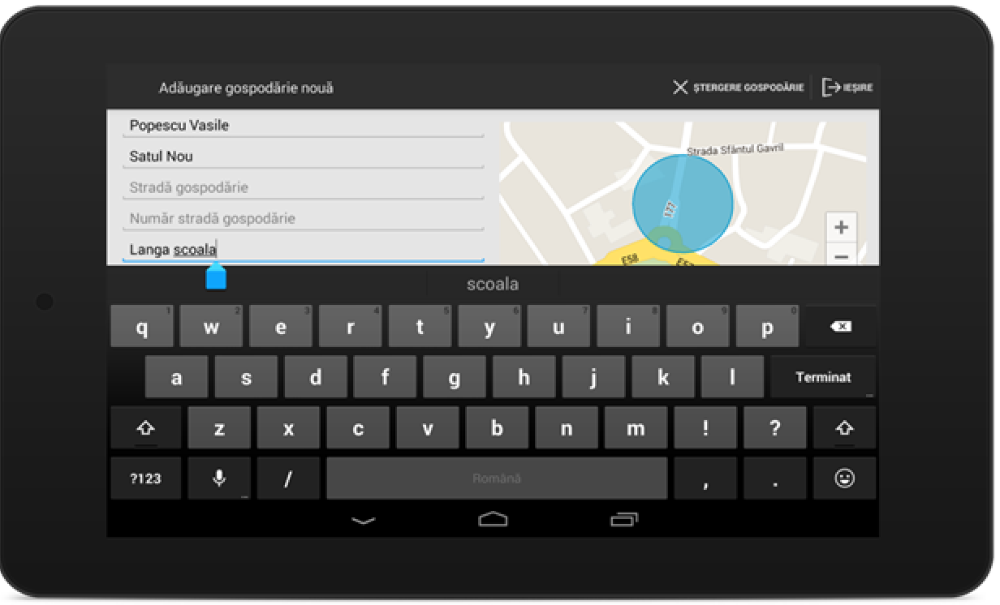 Adăugare gospodărie nouă
ȘTERGERE GOSPODĂRIE
IEȘIRE
Popescu Vasile
Satul Nou
Stradă gospodărie
Număr stradă gospodărie
Langa scoala
Strada Sfântul Gavril
177
E58
+
−
scoala
q 1 w 2 e 3 r 4 t 5 y 6 u 7 i 8 o 9 p 0
a s d f g h j k l Terminat
z x c v b n m ! ?
?123 / Română , .